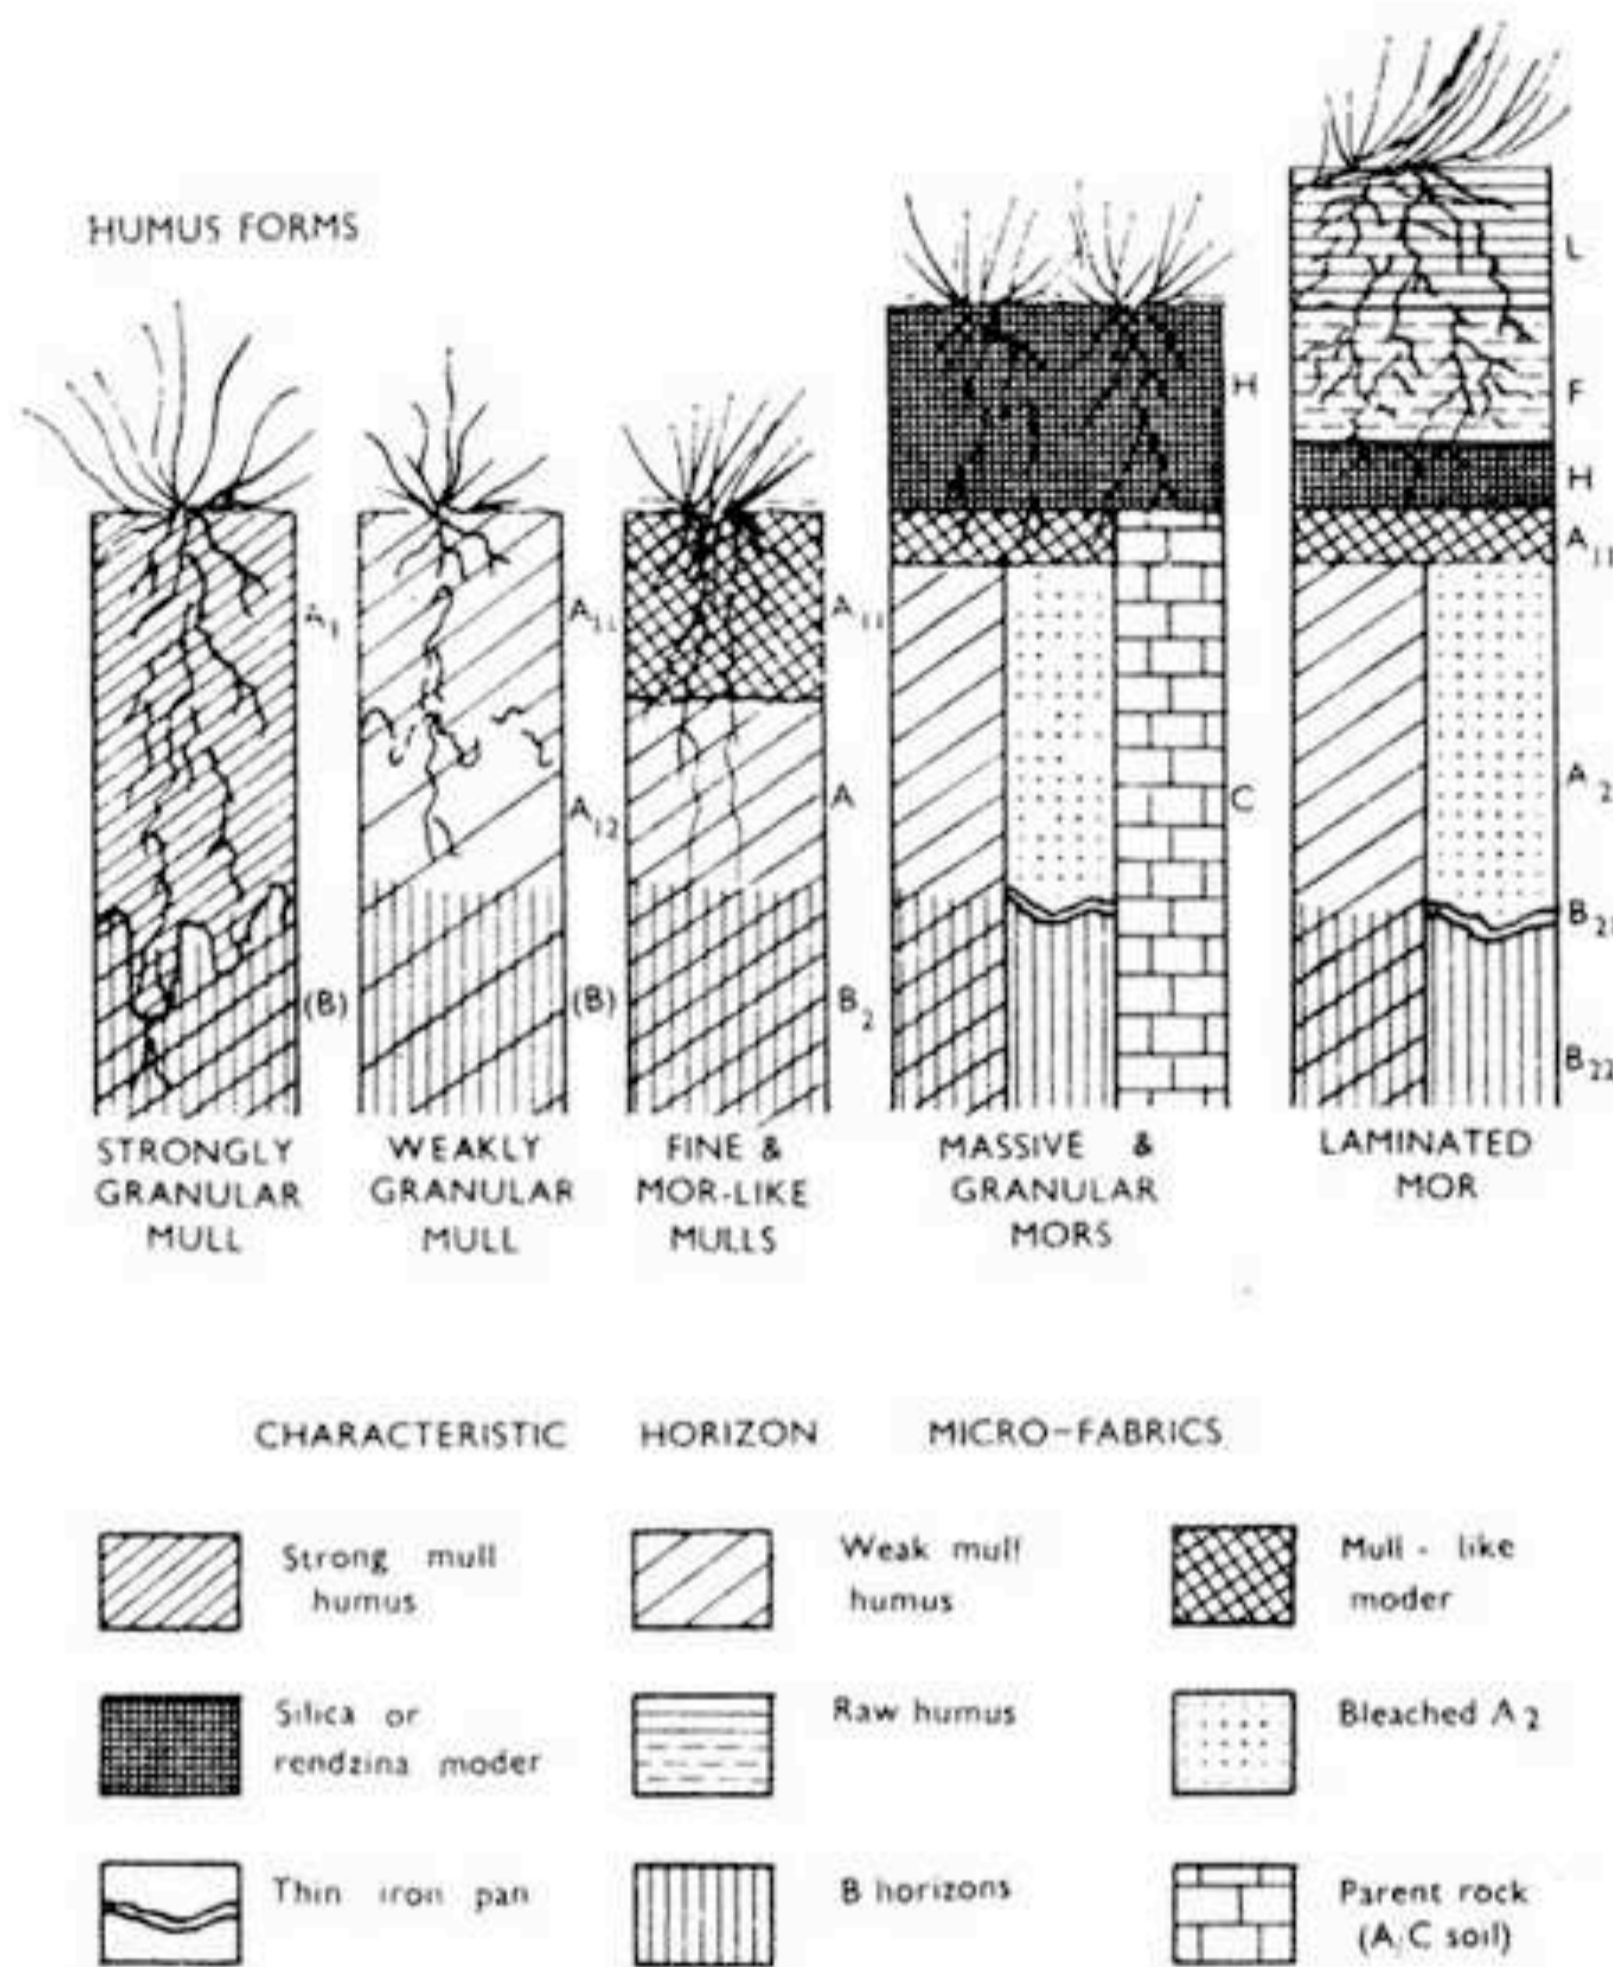 HUMUS FORMS
L
F
H
A11
A2
B21
B22
H
C
A1
(B)
A11
A12
(B)
A11
A
B2
STRONGLY
GRANULAR
MULL
WEAKLY
GRANULAR
MULL
FINE &
MOR-LIKE
MULLS
MASSIVE &
GRANULAR
MORS
LAMINATED
MOR
CHARACTERISTIC HORIZON MICRO-FABRICS
Strong mull
humus
Weak mull
humus
Mull - like
moder
Silica or
rendzina moder
Raw humus
Bleached A2
Thin iron pan
B horizons
Parent rock
(A/C soil)